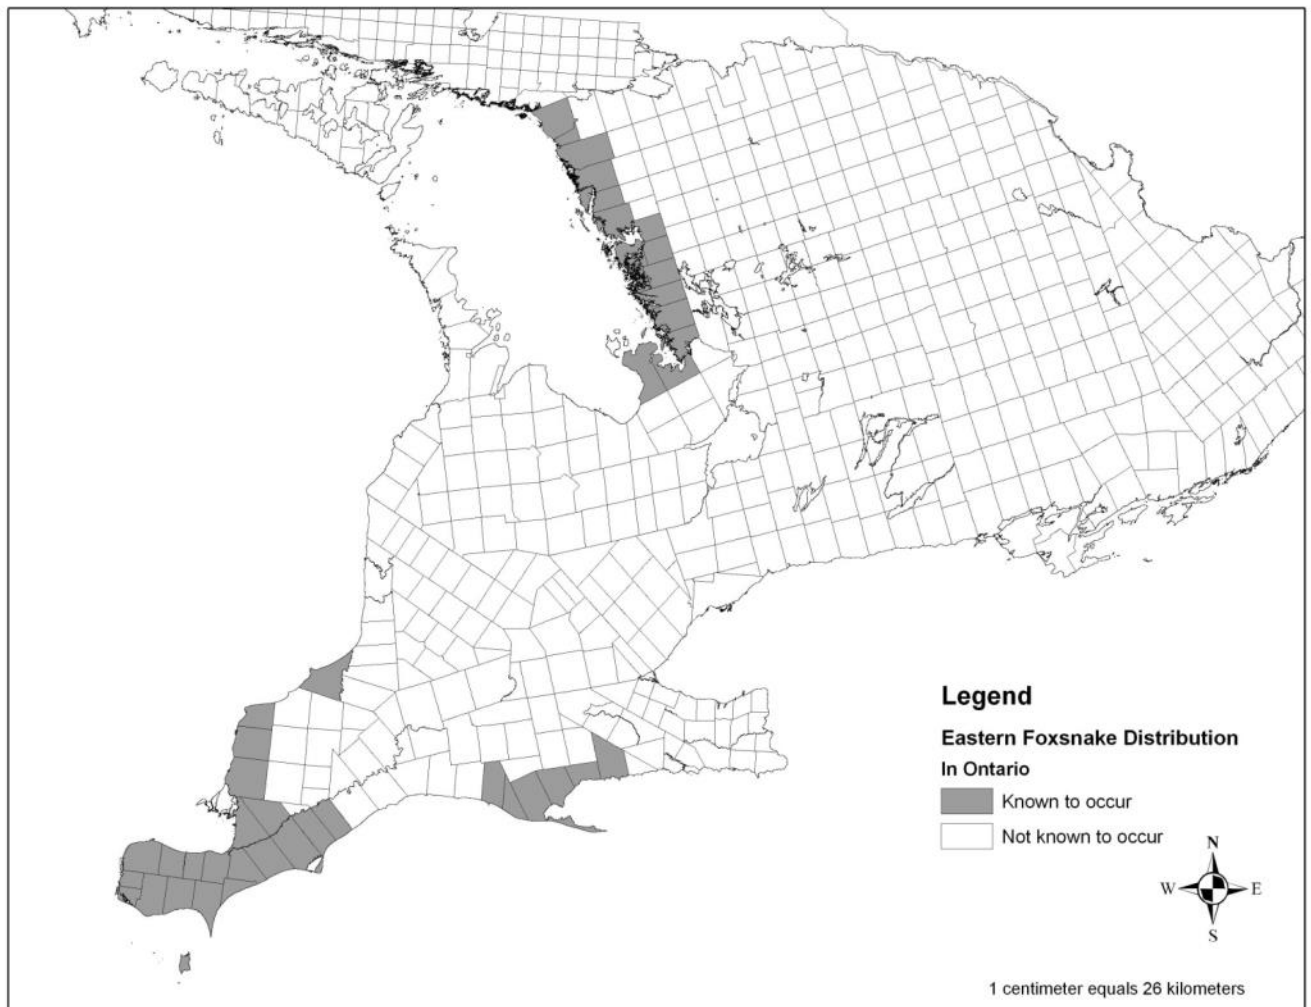 Legend
Eastern Foxsnake Distribution
In Ontario
Known to occur
Not known to occur
N
W E
S
1 centimeter equals 26 kilometers